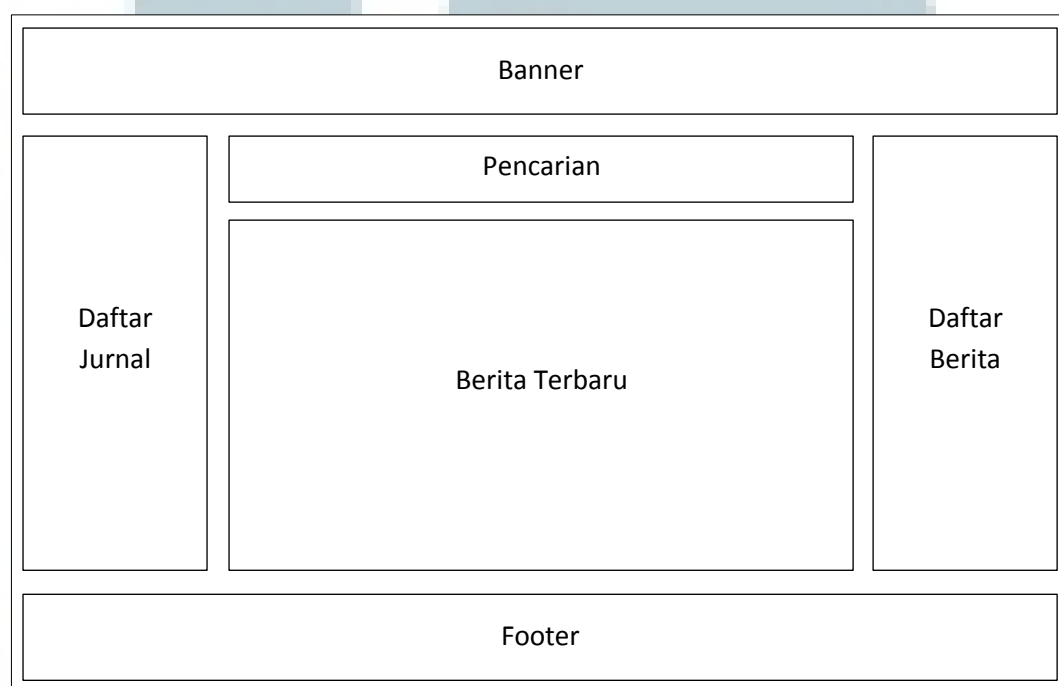 Banner
Pencarian
Daftar
Jurnal
Berita Terbaru
Daftar
Berita
Footer